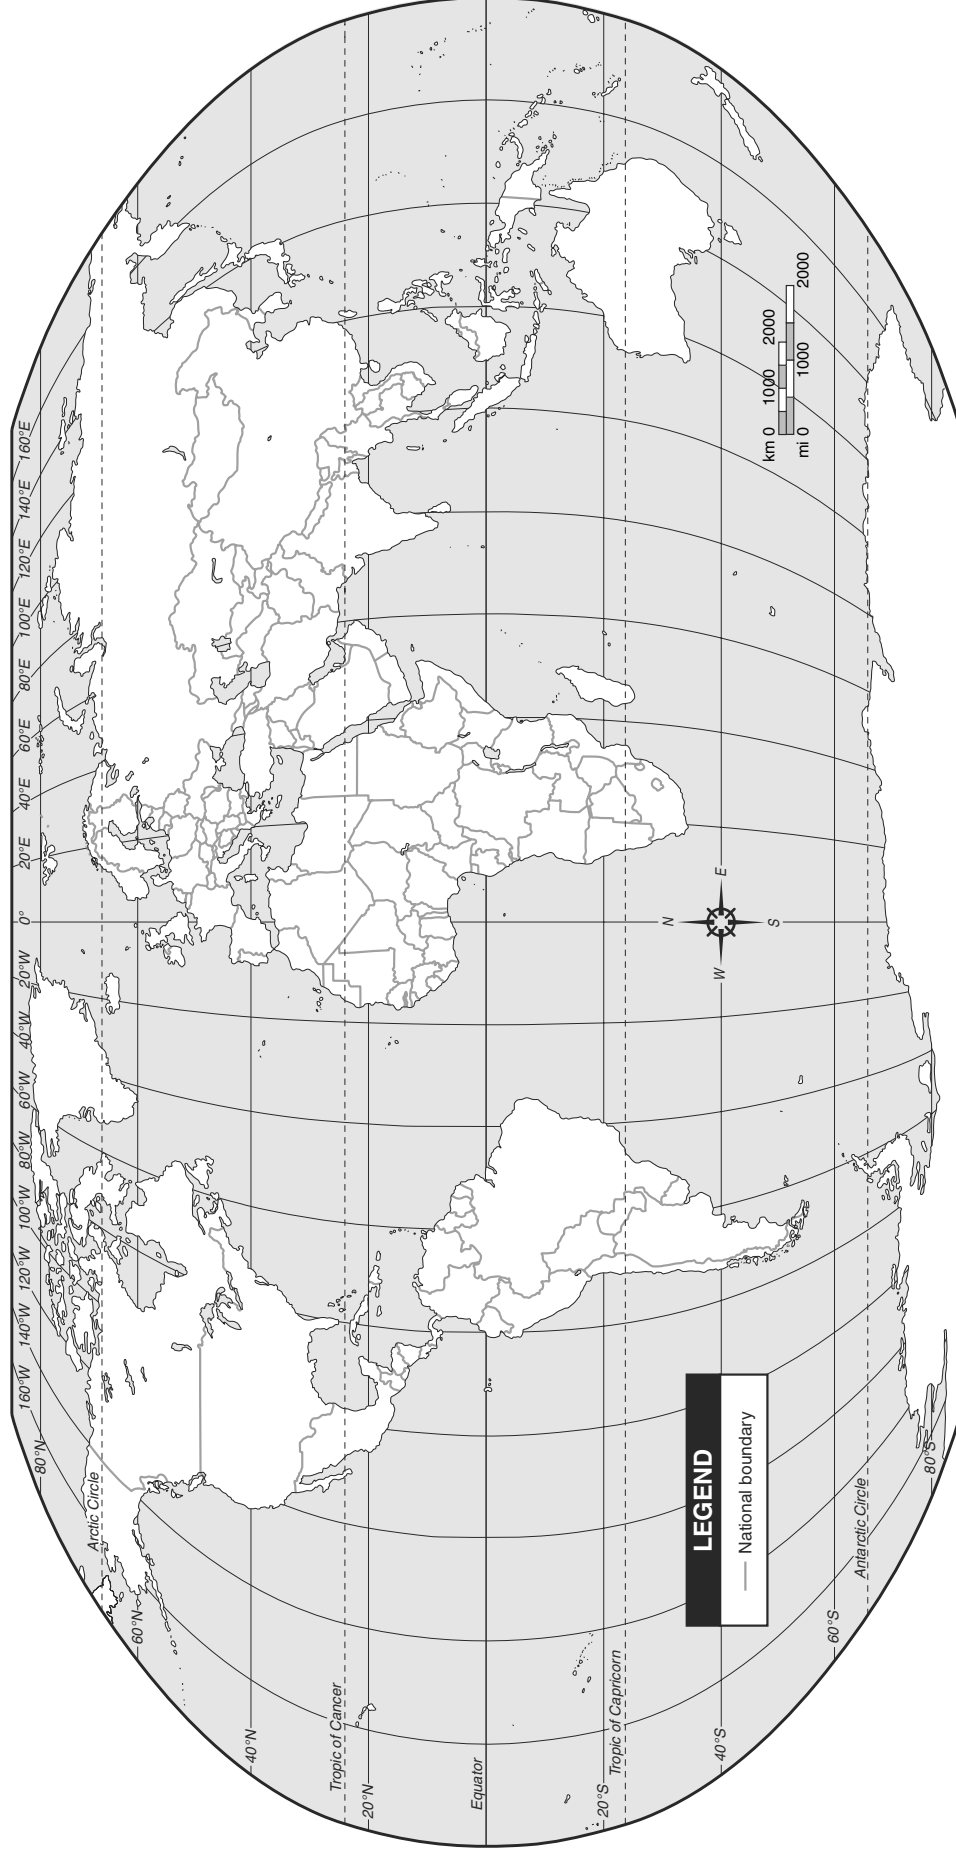 160°W
140°W
120°W
100°W
80°W
60°W
40°W
20°W
0°
20°E
40°E
60°E
80°E
100°E
120°E
140°E
160°E
80°N
Arctic Circle
60°N
40°N
Tropic of Cancer
20°N
Equator
20°S
Tropic of Capricorn
40°S
60°S
Antarctic Circle
80°S
N
W
E
S
LEGEND
National boundary
km 0 1000 2000
mi 0 1000 2000